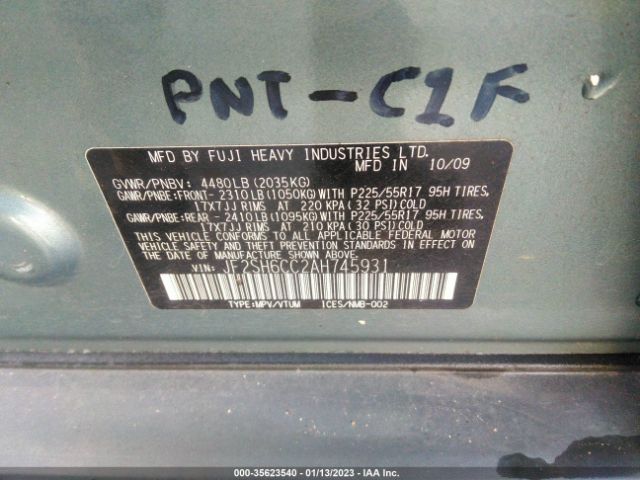 PNT-C1F
MFD BY FUJI HEAVY INDUSTRIES LTD.
MFD IN 10/09
GVWR/PNBV: 4480LB (2035KG)
GAWR/PNBE:FRONT- 2310LB (1050KG) WITH P225/55R17 95H TIRES,
17X7JJ RIMS AT 220 KPA (32 PSI) COLD
GAWR/PNBE:REAR - 2410LB (1095KG) WITH P225/55R17 95H TIRES,
17X7JJ RIMS AT 210 KPA (30 PSI) COLD
THIS VEHICLE CONFORMS TO ALL APPLICABLE FEDERAL MOTOR
VEHICLE SAFETY AND THEFT PREVENTION STANDARDS IN EFFECT ON
THE DATE OF MANUFACTURE SHOWN ABOVE.
VIN: JF2SH6CC2AH745931
TYPE:MPV/VTUM ICES/NMB-002
000-35623540 - 01/13/2023 - IAA Inc.